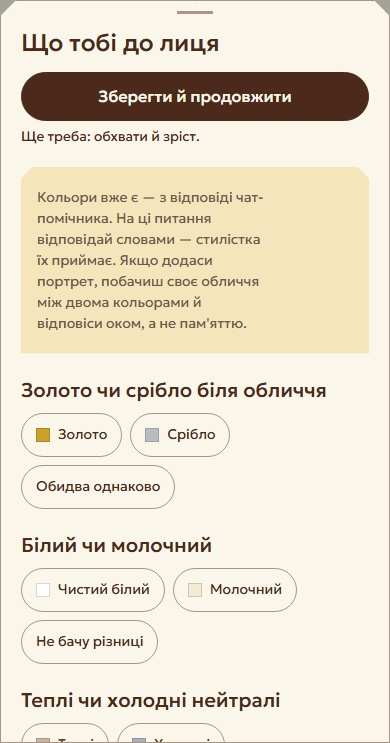 Що тобі до лиця
Зберегти й продовжити
Ще треба: обхвати й зріст.
Кольори вже є — з відповіді чат-
помічника. На ці питання
відповідай словами — стилістка
їх приймає. Якщо додаси
портрет, побачиш своє обличчя
між двома кольорами й
відповіси оком, а не пам'яттю.
Золото чи срібло біля обличчя
Золото
Срібло
Обидва однаково
Білий чи молочний
Чистий білий
Молочний
Не бачу різниці
Теплі чи холодні нейтралі